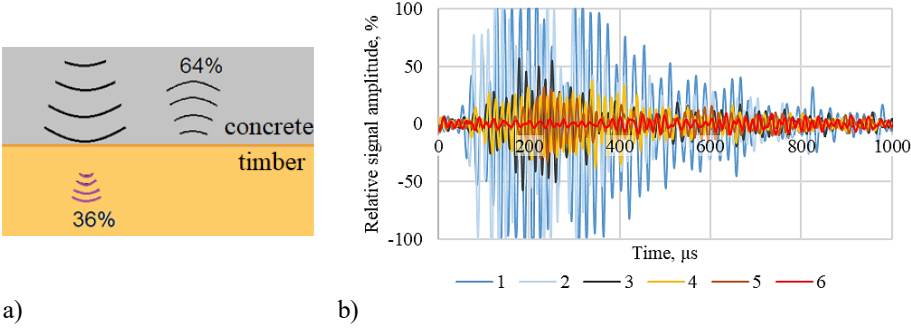 64%
concrete
timber
36%
a)
Relative signal amplitude, %
100
50
0
-50
-100
0 200 400 600 800 1000
Time, µs
1 2 3 4 5 6
b)